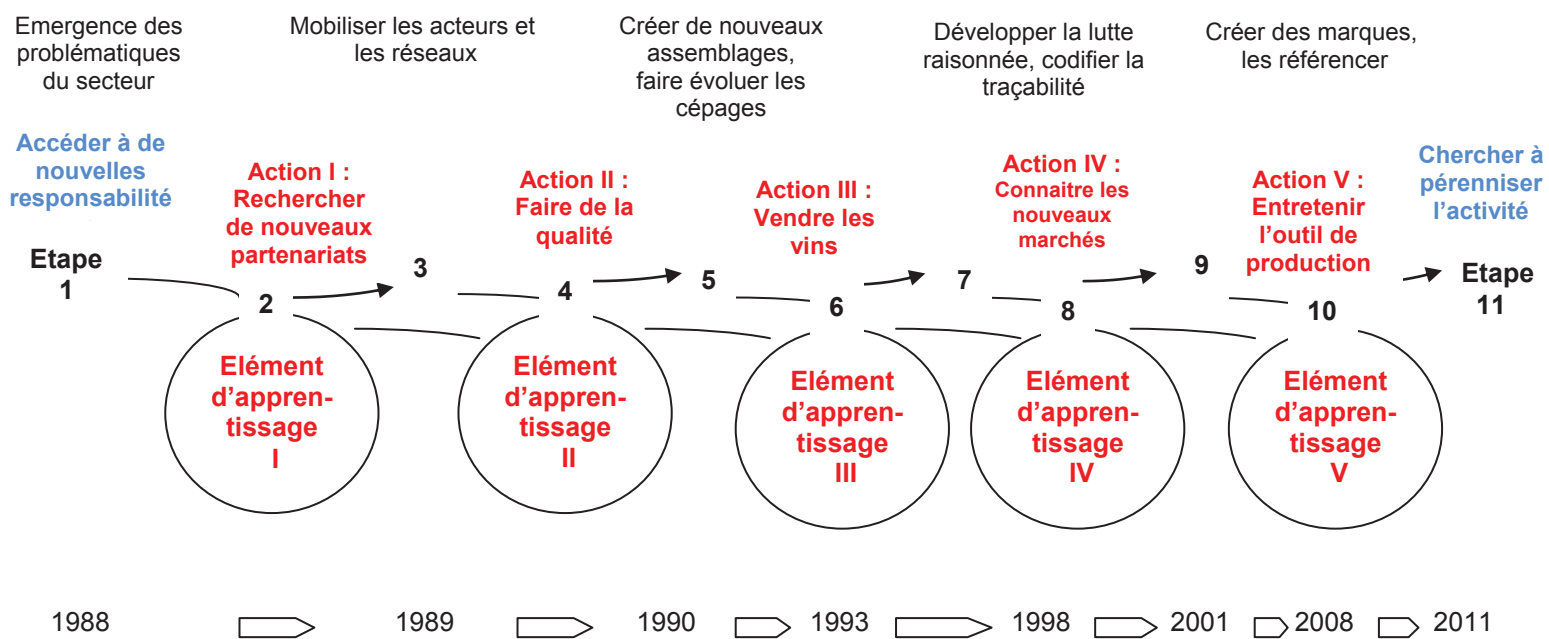 Emergence des
problématiques
du secteur
Mobiliser les acteurs et
les réseaux
Créer de nouveaux
assemblages,
faire évoluer les
cépages
Développer la lutte
raisonnée, codifier la
traçabilité
Créer des marques,
les référencer
Accéder à de
nouvelles
responsabilité
Action I :
Rechercher
de nouveaux
partenariats
Action II :
Faire de la
qualité
Action III :
Vendre les
vins
Action IV :
Connaitre les
nouveaux
marchés
Action V :
Entretenir
l’outil de
production
Chercher à
pérenniser
l’activité
Etape
1
2
3
4
5
6
7
8
9
10
Etape
11
Elément
d’appren-
tissage
I
Elément
d’appren-
tissage
II
Elément
d’appren-
tissage
III
Elément
d’appren-
tissage
IV
Elément
d’appren-
tissage
V
1988
1989
1990
1993
1998
2001
2008
2011